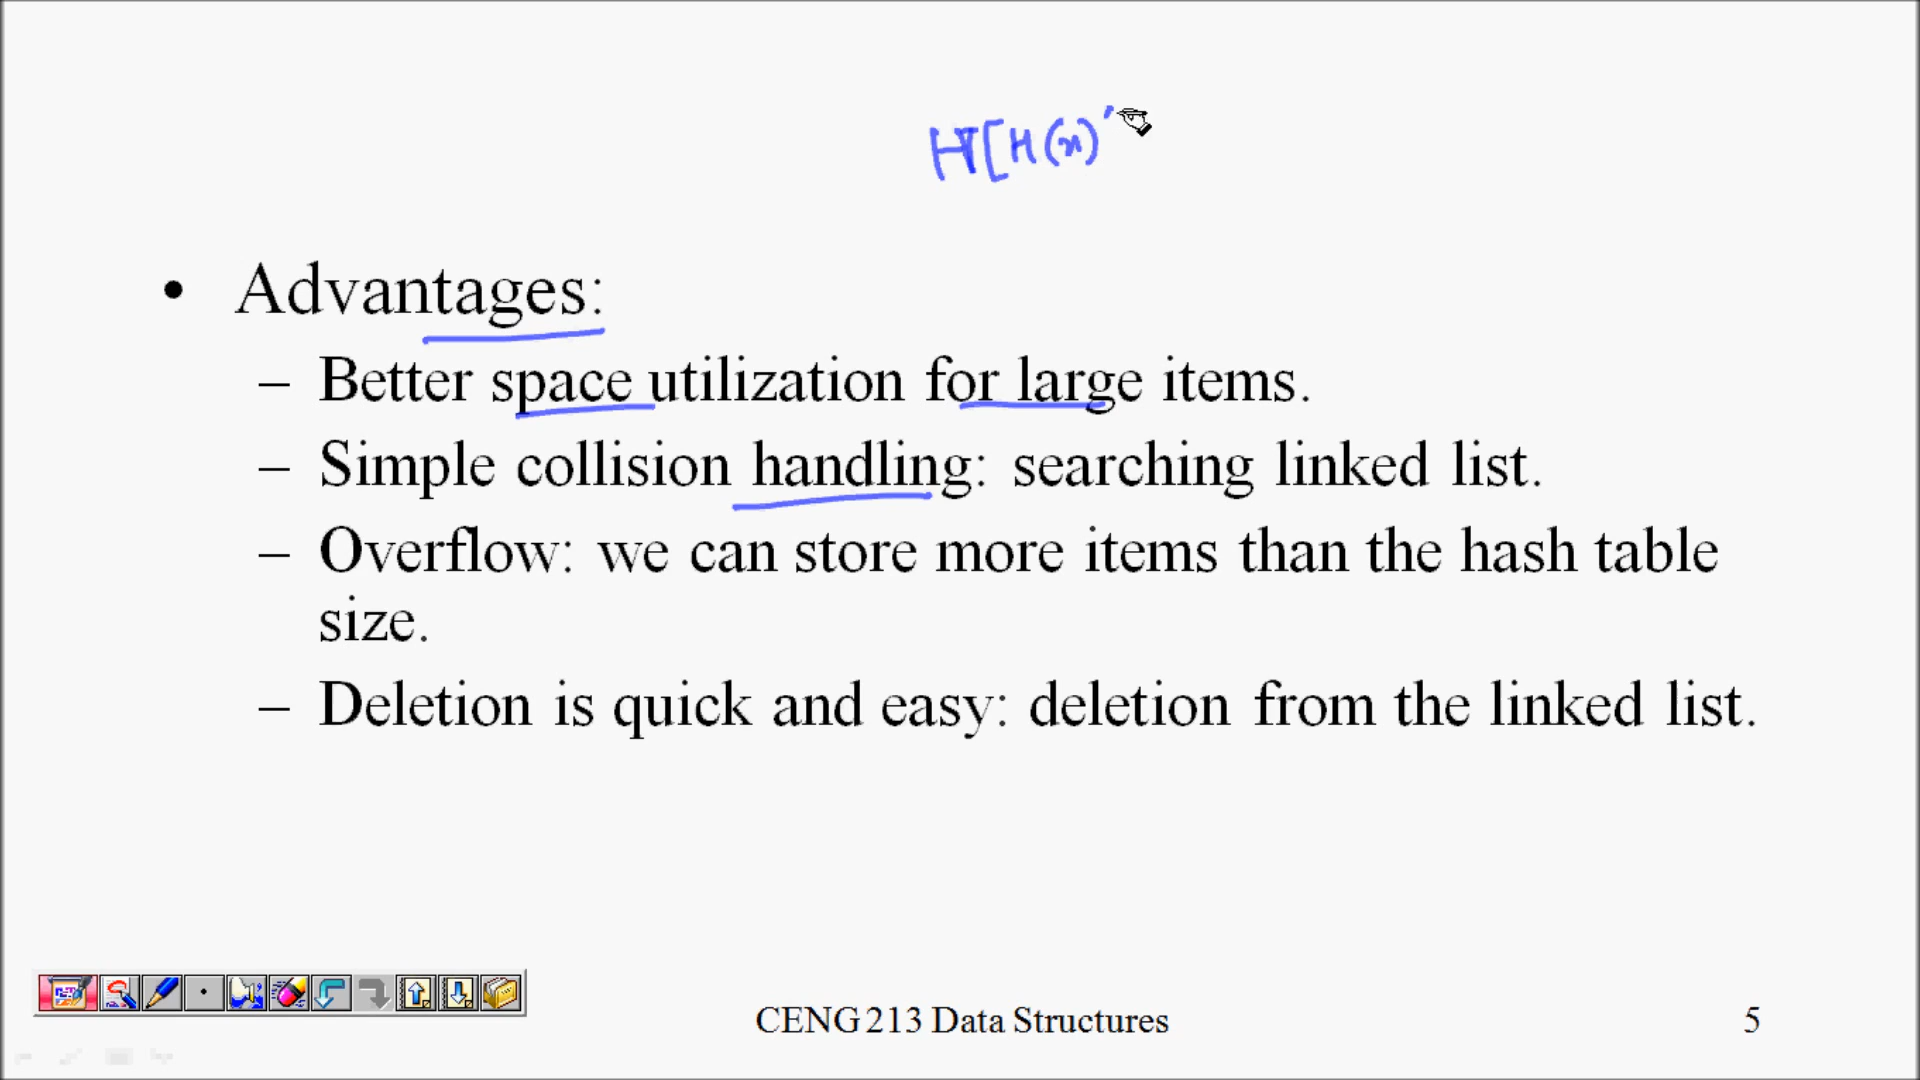 HT[H(x)
• Advantages:
– Better space utilization for large items.
– Simple collision handling: searching linked list.
– Overflow: we can store more items than the hash table
size.
– Deletion is quick and easy: deletion from the linked list.
CENG 213 Data Structures
5